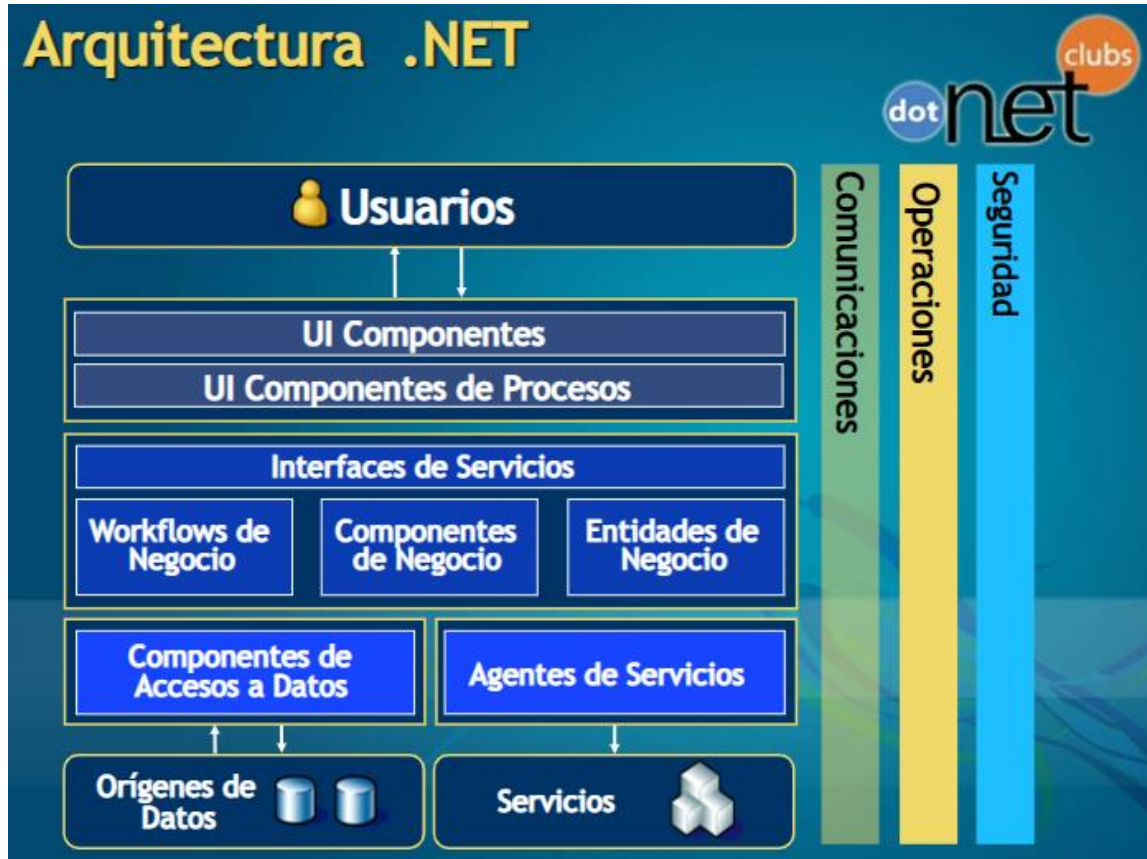 Arquitectura .NET
clubs
dot
net
Usuarios
UI Componentes
UI Componentes de Procesos
Interfaces de Servicios
Workflows de
Negocio
Componentes
de Negocio
Entidades de
Negocio
Componentes de
Accesos a Datos
Agentes de Servicios
Orígenes de
Datos
Servicios
Comunicaciones
Operaciones
Seguridad